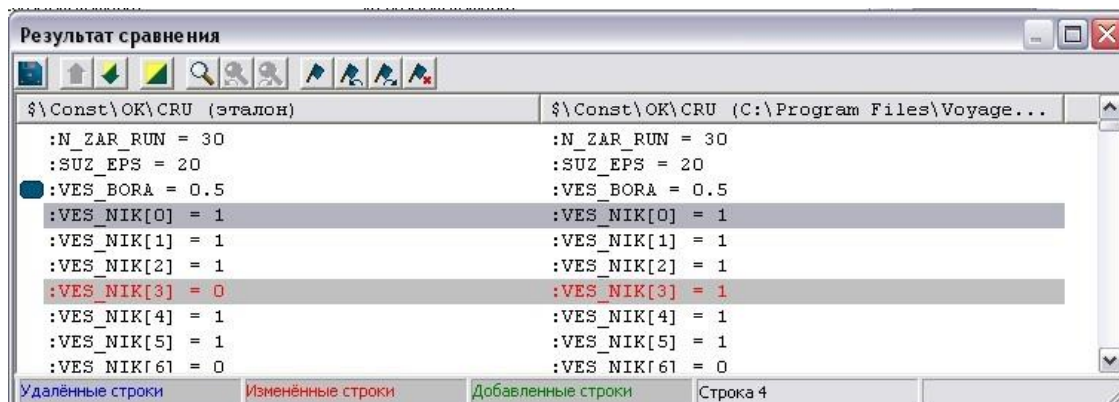 Результат сравнения
$\Const\OK\CRU (эталон) $\Const\OK\CRU (C:\Program Files\Voyage...
:N_ZAR_RUN = 30 :N_ZAR_RUN = 30
:SUZ_EPS = 20 :SUZ_EPS = 20
:VES_BORA = 0.5 :VES_BORA = 0.5
:VES_NIK[0] = 1 :VES_NIK[0] = 1
:VES_NIK[1] = 1 :VES_NIK[1] = 1
:VES_NIK[2] = 1 :VES_NIK[2] = 1
:VES_NIK[3] = 0 :VES_NIK[3] = 1
:VES_NIK[4] = 1 :VES_NIK[4] = 1
:VES_NIK[5] = 1 :VES_NIK[5] = 1
:VES_NIK[6] = 0 :VES_NIK[6] = 0
Удалённые строки Изменённые строки Добавленные строки Строка 4